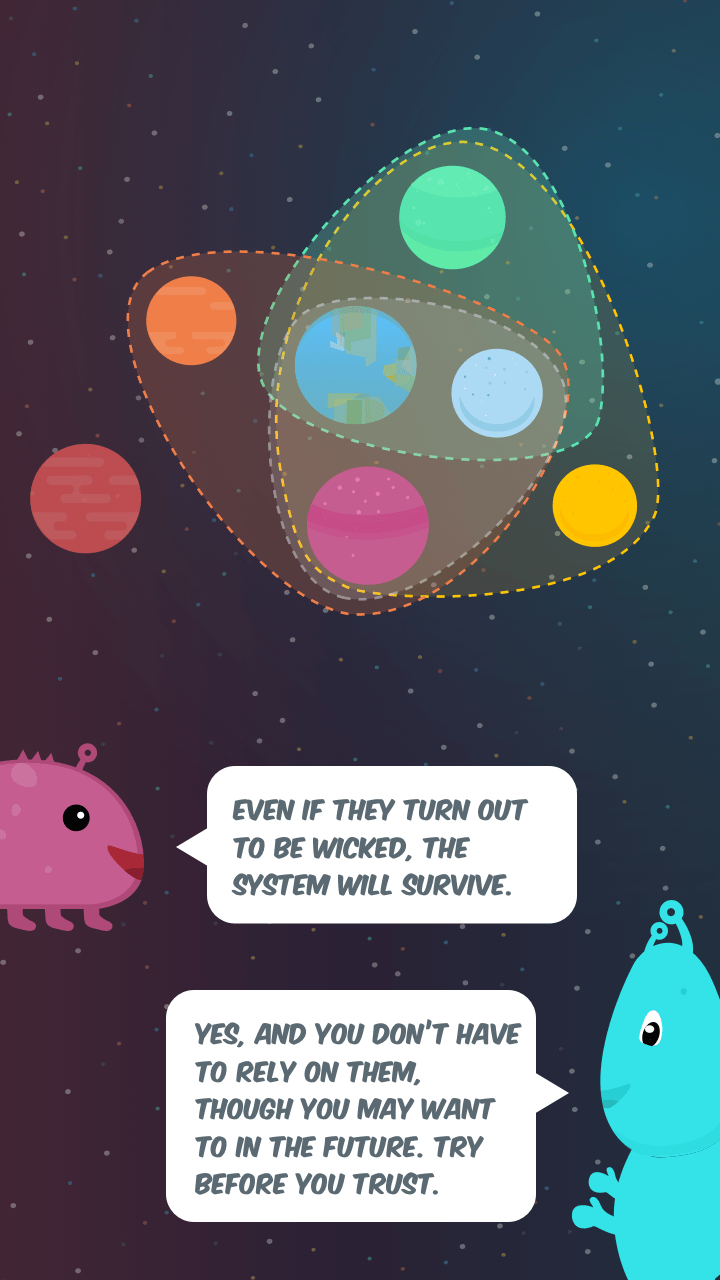 EVEN IF THEY TURN OUT
TO BE WICKED, THE
SYSTEM WILL SURVIVE.
YES, AND YOU DON'T HAVE
TO RELY ON THEM,
THOUGH YOU MAY WANT
TO IN THE FUTURE. TRY
BEFORE YOU TRUST.